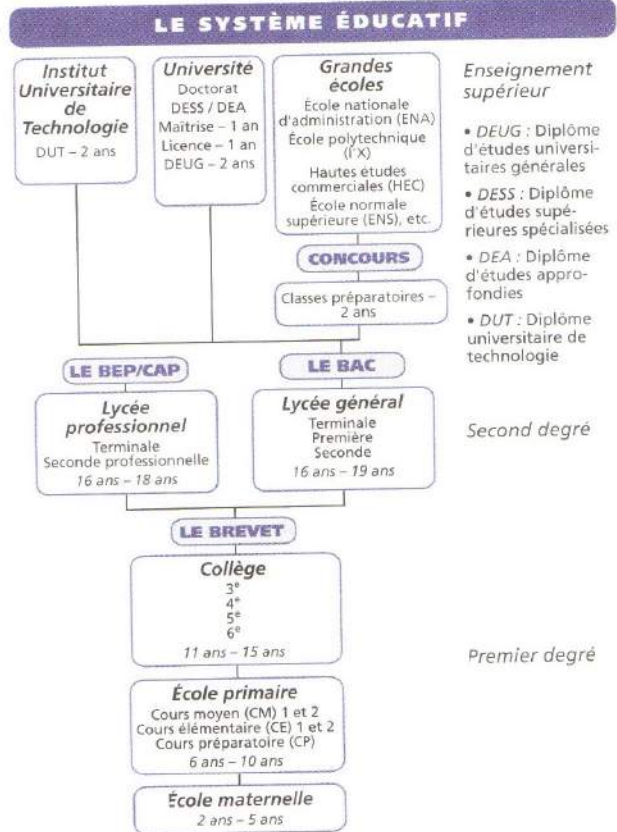 LE SYSTÈME ÉDUCATIF
Institut
Universitaire
de
Technologie
DUT – 2 ans
Université
Doctorat
DESS / DEA
Maîtrise – 1 an
Licence – 1 an
DEUG – 2 ans
Grandes
écoles
École nationale
d'administration (ENA)
École polytechnique
(l'X)
Hautes études
commerciales (HEC)
École normale
supérieure (ENS), etc.
CONCOURS
Classes préparatoires –
2 ans
Enseignement
supérieur
• DEUG : Diplôme
d'études universi-
taires générales
• DESS : Diplôme
d'études supé-
rieures spécialisées
• DEA : Diplôme
d'études appro-
fondies
• DUT : Diplôme
universitaire de
technologie
LE BEP/CAP
LE BAC
Lycée
professionnel
Terminale
Seconde professionnelle
16 ans – 18 ans
Lycée général
Terminale
Première
Seconde
16 ans – 19 ans
Second degré
LE BREVET
Collège
3e
4e
5e
6e
11 ans – 15 ans
Premier degré
École primaire
Cours moyen (CM) 1 et 2
Cours élémentaire (CE) 1 et 2
Cours préparatoire (CP)
6 ans – 10 ans
École maternelle
2 ans – 5 ans